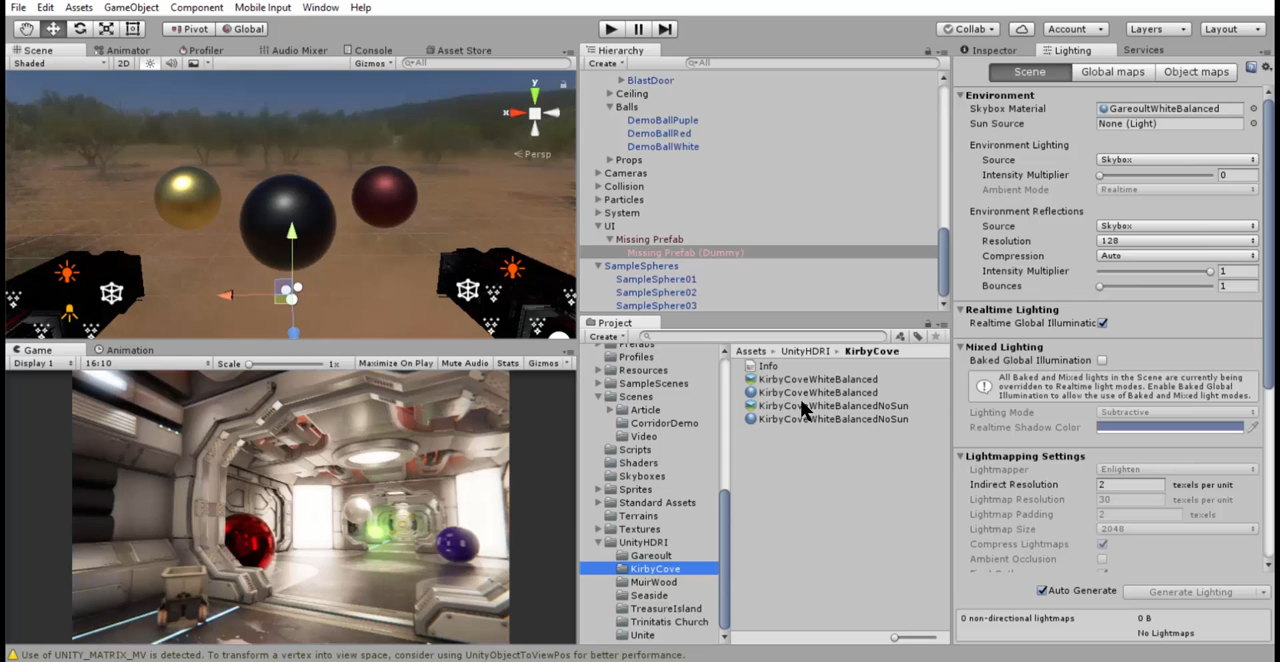 File Edit Assets GameObject Component Mobile Input Window Help
Pivot Global Collab Account Layers Layout
Scene Animator Profiler Audio Mixer Console Asset Store
Shaded 2D Gizmos All
y
x
Persp
Game Animation
Display 1 16:10 Scale 1x Maximize On Play Mute Audio Stats Gizmos
Hierarchy
Create All
BlastDoor
Ceiling
Balls
DemoBallPuple
DemoBallRed
DemoBallWhite
Props
Cameras
Collision
Particles
System
UI
Missing Prefab
Missing Prefab (Dummy)
SampleSpheres
SampleSphere01
SampleSphere02
SampleSphere03
Project
Create
Prefabs
Profiles
Resources
SampleScenes
Scenes
Article
CorridorDemo
Video
Scripts
Shaders
Skyboxes
Sprites
Standard Assets
Terrains
Textures
UnityHDRI
Gareoult
KirbyCove
MuirWood
Seaside
TreasureIsland
Trinitatis Church
Unite
Assets UnityHDRI KirbyCove
Info
KirbyCoveWhiteBalanced
KirbyCoveWhiteBalanced
KirbyCoveWhiteBalancedNoSun
KirbyCoveWhiteBalancedNoSun
Inspector Lighting Services
Scene Global maps Object maps
Environment
Skybox Material GareoultWhiteBalanced
Sun Source None (Light)
Environment Lighting
Source Skybox
Intensity Multiplier 0
Ambient Mode Realtime
Environment Reflections
Source Skybox
Resolution 128
Compression Auto
Intensity Multiplier 1
Bounces 1
Realtime Lighting
Realtime Global Illuminatic
Mixed Lighting
Baked Global Illumination
All Baked and Mixed lights in the Scene are currently being
overridden to Realtime light modes. Enable Baked Global
Illumination to allow the use of Baked and Mixed light modes.
Lighting Mode Subtractive
Realtime Shadow Color
Lightmapping Settings
Lightmapper Enlighten
Indirect Resolution 2 texels per unit
Lightmap Resolution 30 texels per unit
Lightmap Padding 2 texels
Lightmap Size 2048
Compress Lightmaps
Ambient Occlusion
Auto Generate Generate Lighting
0 non-directional lightmaps 0 B
No Lightmaps
Use of UNITY_MATRIX_MV is detected. To transform a vertex into view space, consider using UnityObjectToViewPos for better performance.